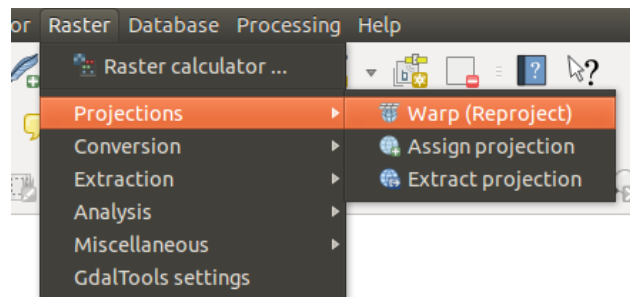 or Raster Database Processing Help
Raster calculator ...
Projections
Warp (Reproject)
Conversion
Assign projection
Extraction
Extract projection
Analysis
Miscellaneous
GdalTools settings